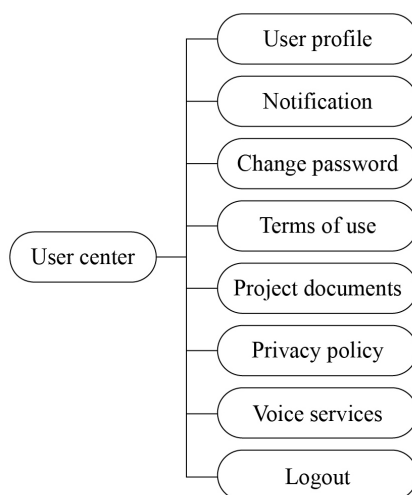 User profile
Notification
Change password
Terms of use
User center
Project documents
Privacy policy
Voice services
Logout